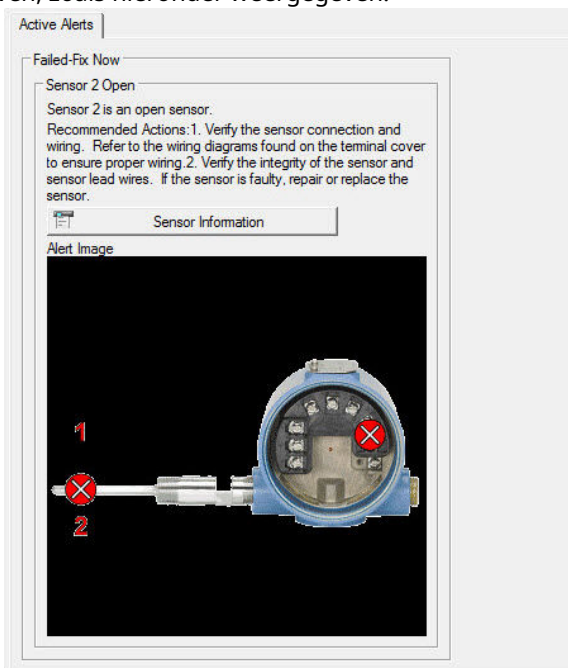 zoals hieronder weergegeven.
Active Alerts
Failed-Fix Now
Sensor 2 Open
Sensor 2 is an open sensor.
Recommended Actions:1. Verify the sensor connection and
wiring. Refer to the wiring diagrams found on the terminal cover
to ensure proper wiring.2. Verify the integrity of the sensor and
sensor lead wires. If the sensor is faulty, repair or replace the
sensor.
Sensor Information
Alert Image
1
2